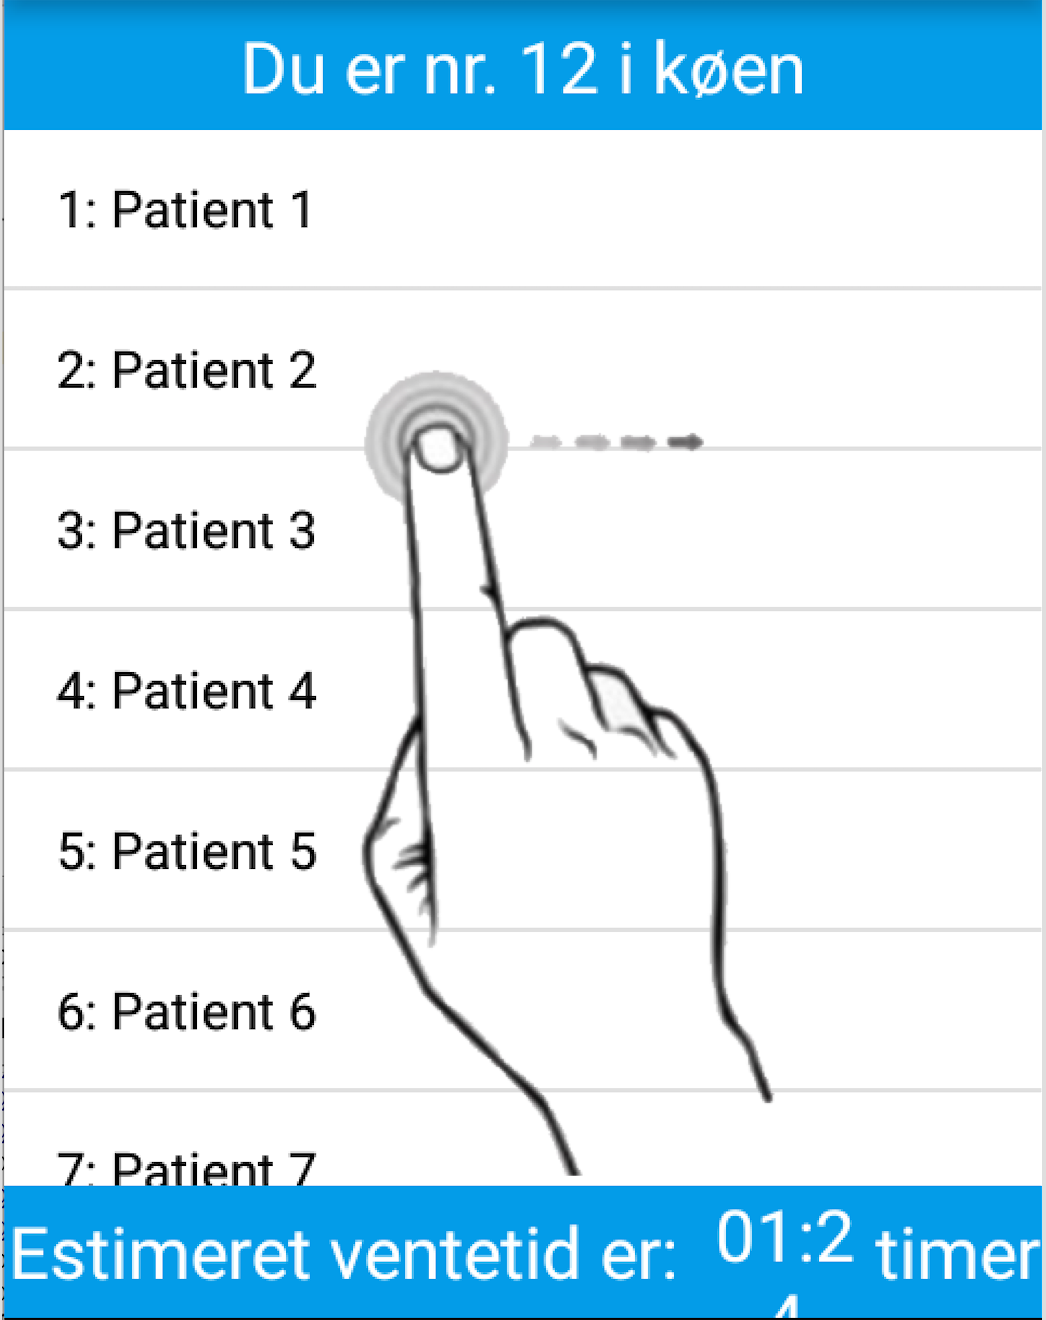 Du er nr. 12 i køen
1: Patient 1
2: Patient 2
3: Patient 3
4: Patient 4
5: Patient 5
6: Patient 6
7: Patient 7
Estimeret ventetid er: 01:2 timer
4